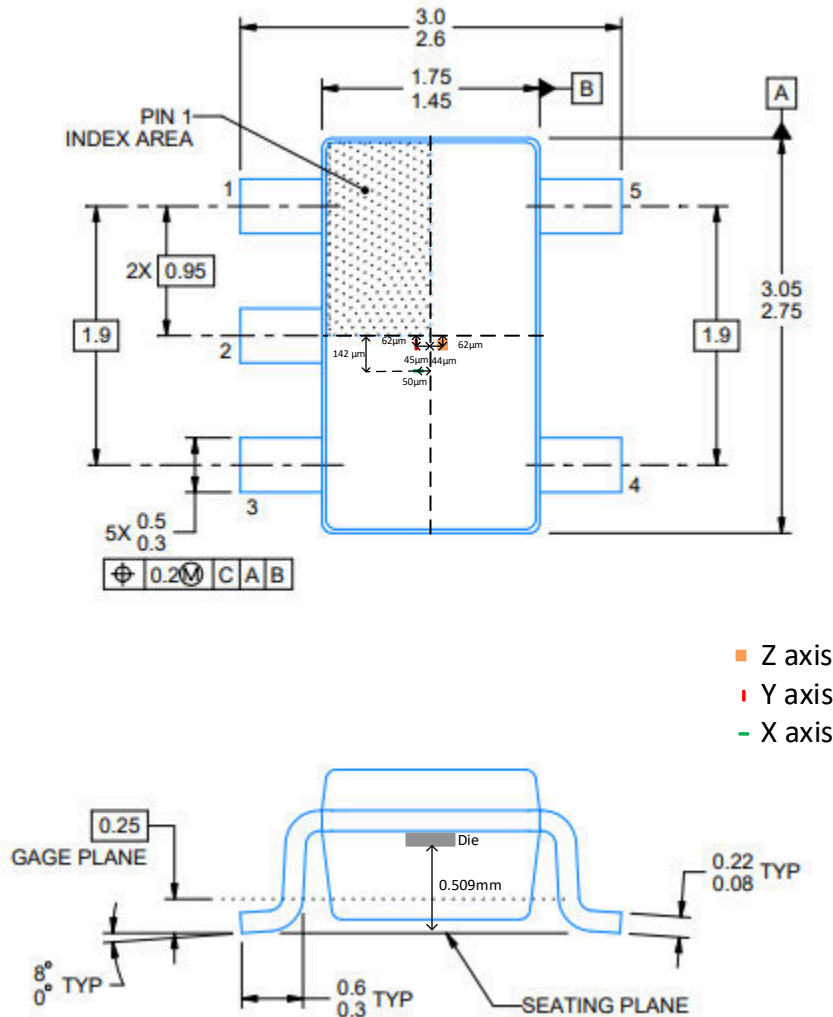 3.0
2.6
1.75
1.45
B
A
PIN 1
INDEX AREA
1
5
2X 0.95
1.9
3.05
2.75
1.9
2
62µm
62µm
142 µm
45µm
44µm
50µm
3
4
5X 0.5
0.3
⌖ 0.2Ⓜ C A B
Z axis
Y axis
X axis
0.25
GAGE PLANE
Die
0.22
0.08 TYP
0.509mm
8°
0° TYP
0.6
0.3 TYP
SEATING PLANE